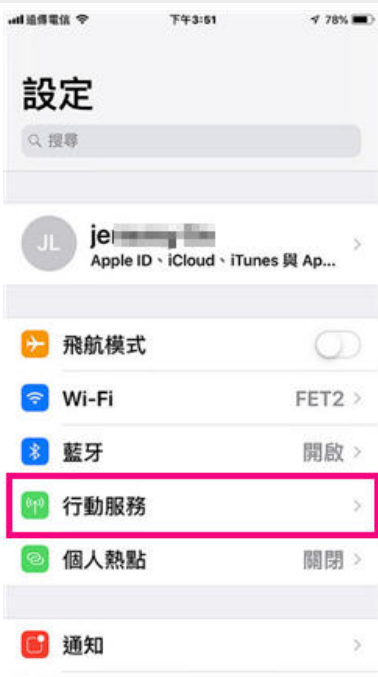 遠傳電信 下午3:51 78%
設定
搜尋
JL
Apple ID、iCloud、iTunes 與 Ap...
飛航模式
Wi-Fi FET2
藍牙 開啟
行動服務
個人熱點 關閉
通知